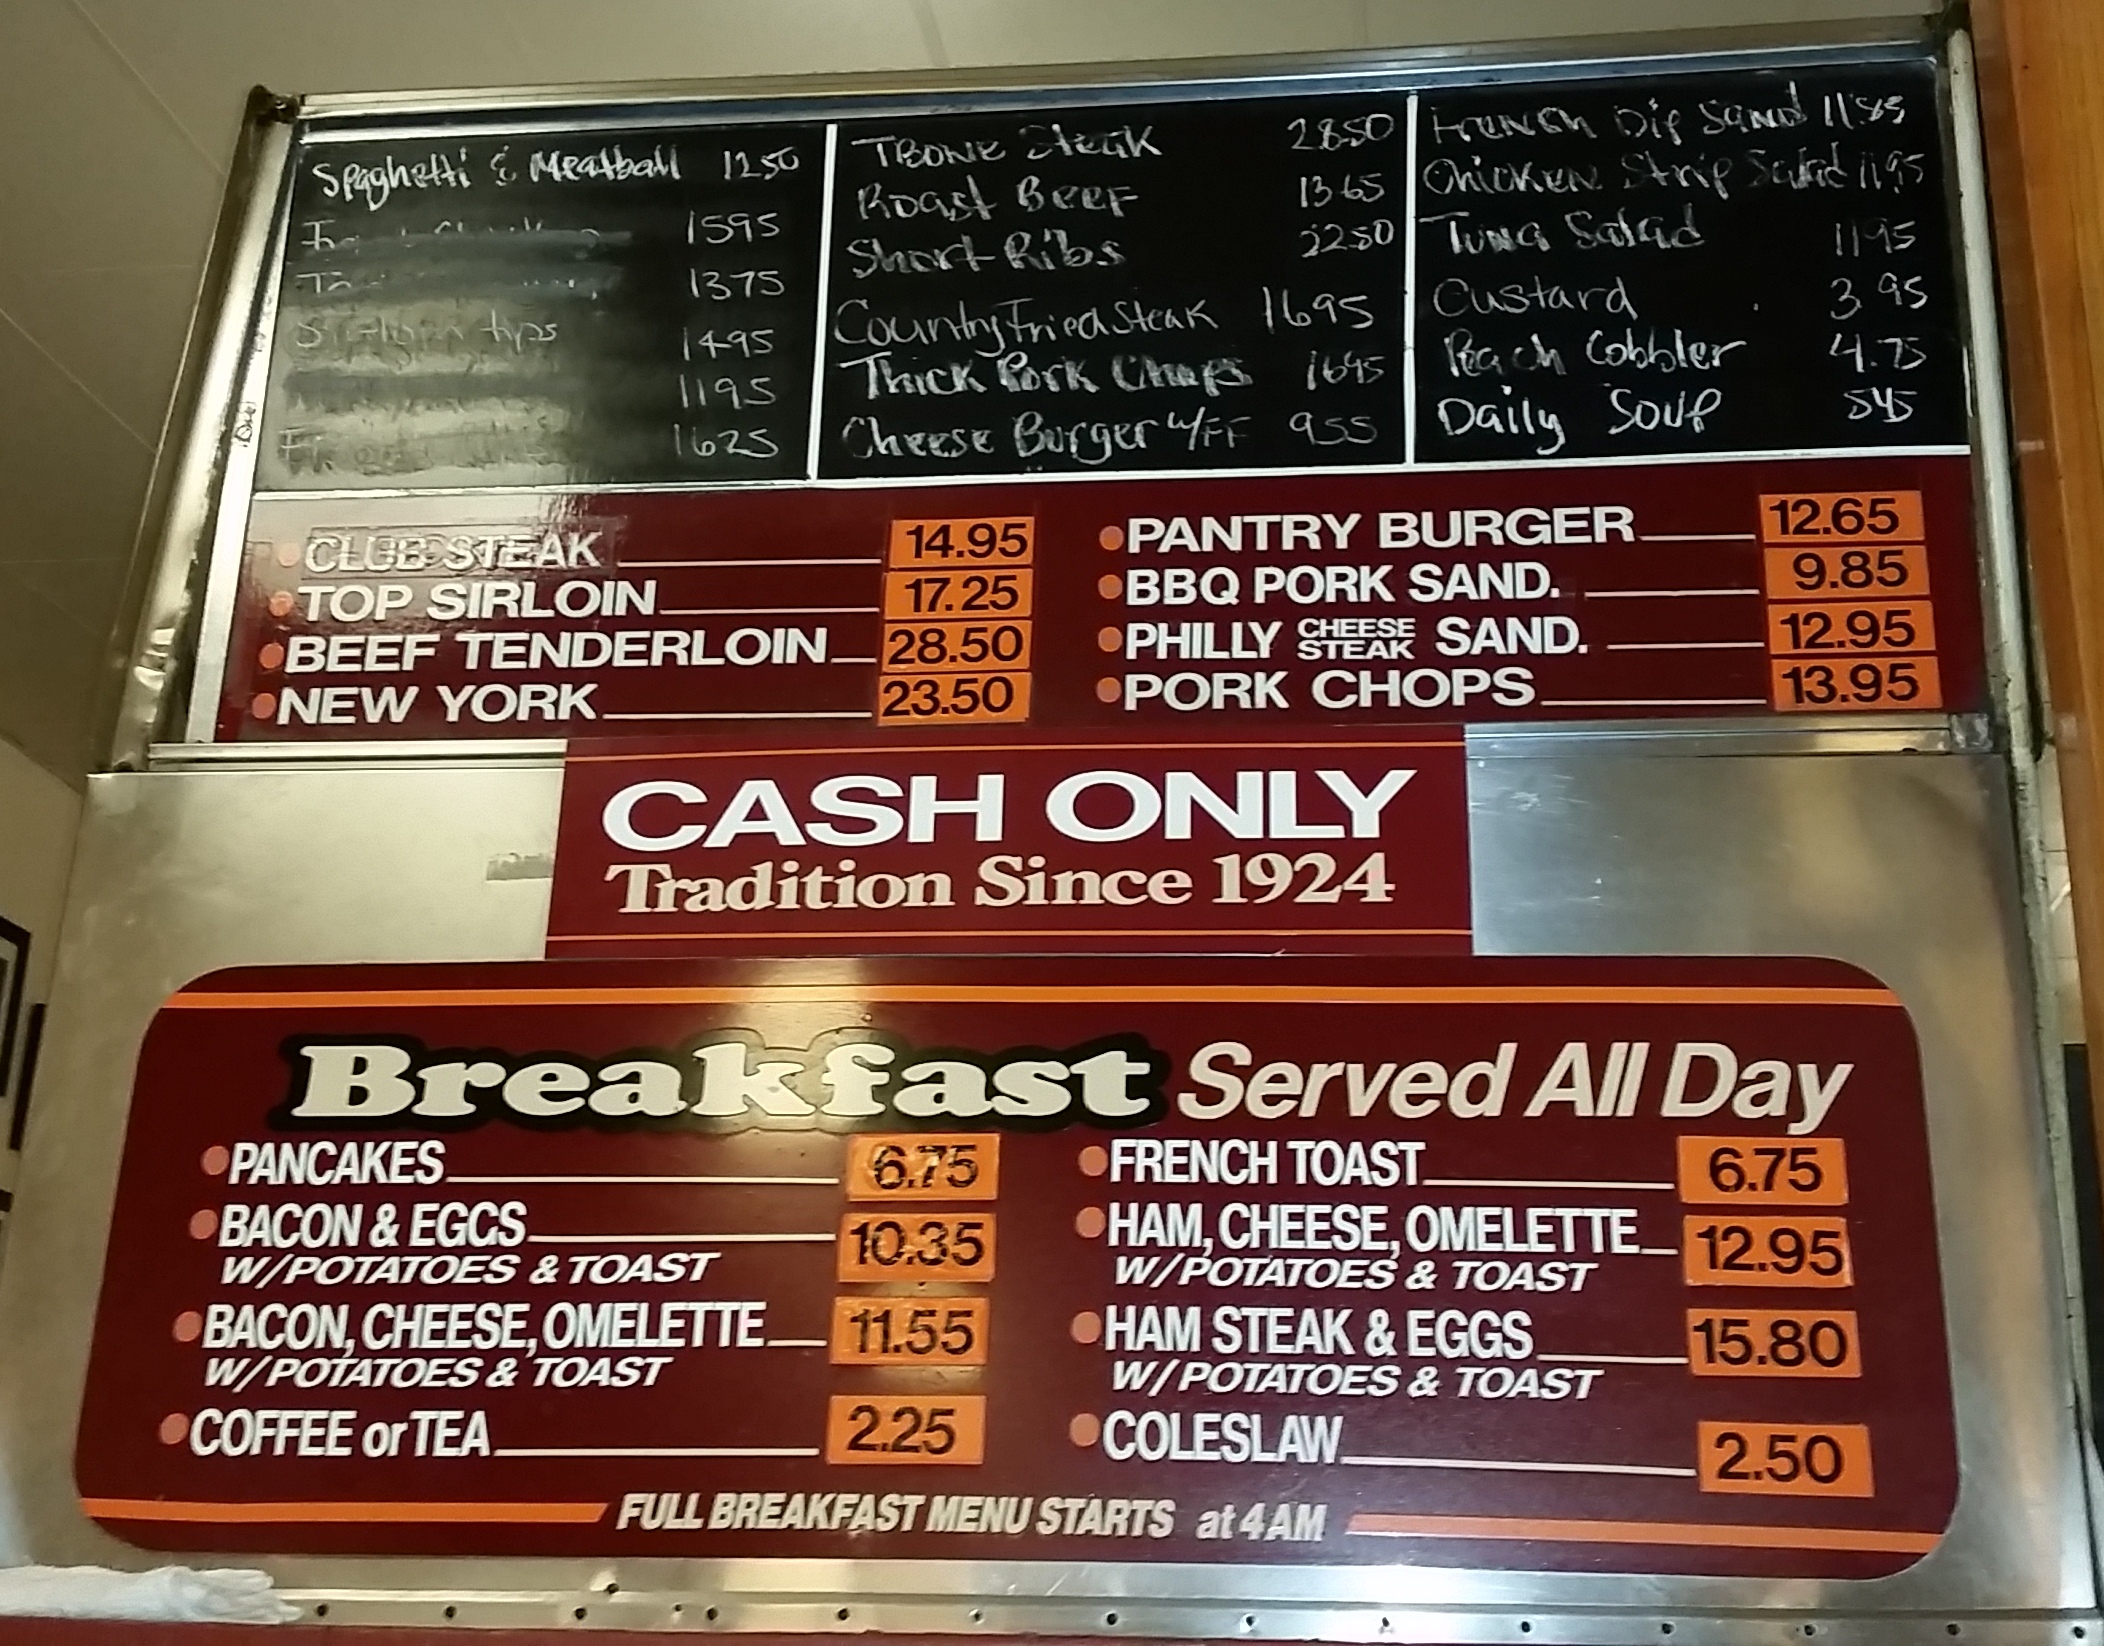 Spaghetti & Meatball 1250
1595
1375
tips 1495
1195
1625
TBone Steak 2850
Roast Beef 1365
Short Ribs 2250
Country Fried Steak 1695
Thick Pork Chops 1695
Cheese Burger w/FF 955
French Dip Sand 11.85
Chicken Strip Salad 11.95
Tuna Salad 1195
Custard 3.95
Peach Cobbler 4.75
Daily Soup 545
CLUB STEAK 14.95
TOP SIRLOIN 17.25
BEEF TENDERLOIN 28.50
NEW YORK 23.50
PANTRY BURGER 12.65
BBQ PORK SAND. 9.85
PHILLY CHEESE STEAK SAND. 12.95
PORK CHOPS 13.95
CASH ONLY
Tradition Since 1924
Breakfast Served All Day
PANCAKES 6.75
BACON & EGGS 10.35
W/POTATOES & TOAST
BACON, CHEESE, OMELETTE 11.55
W/POTATOES & TOAST
COFFEE or TEA 2.25
FRENCH TOAST 6.75
HAM, CHEESE, OMELETTE 12.95
W/POTATOES & TOAST
HAM STEAK & EGGS 15.80
W/POTATOES & TOAST
COLESLAW 2.50
FULL BREAKFAST MENU STARTS at 4AM